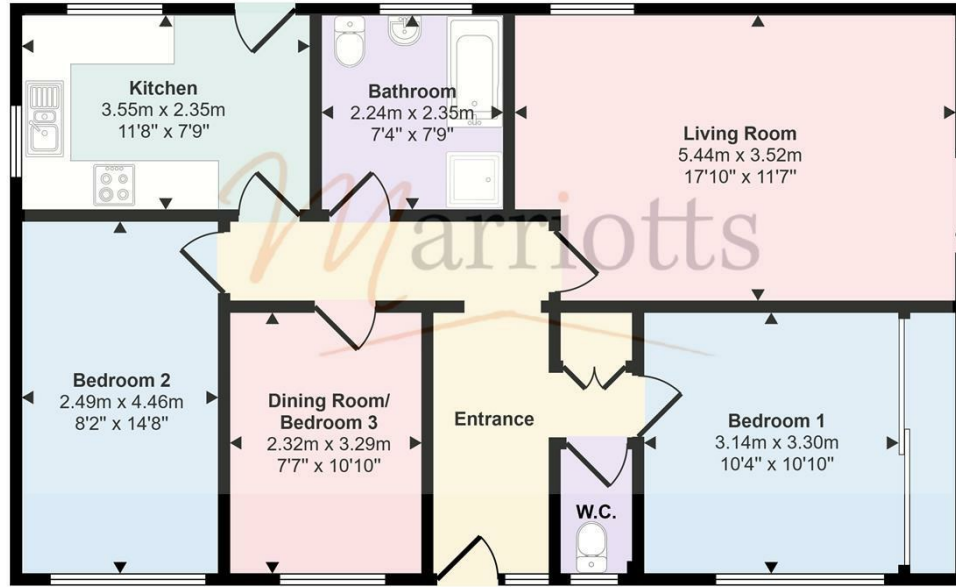 Kitchen
3.55m x 2.35m
11'8" x 7'9"
Bathroom
2.24m x 2.35m
7'4" x 7'9"
Living Room
5.44m x 3.52m
17'10" x 11'7"
Marriotts
Bedroom 2
2.49m x 4.46m
8'2" x 14'8"
Dining Room/
Bedroom 3
2.32m x 3.29m
7'7" x 10'10"
Entrance
W.C.
Bedroom 1
3.14m x 3.30m
10'4" x 10'10"